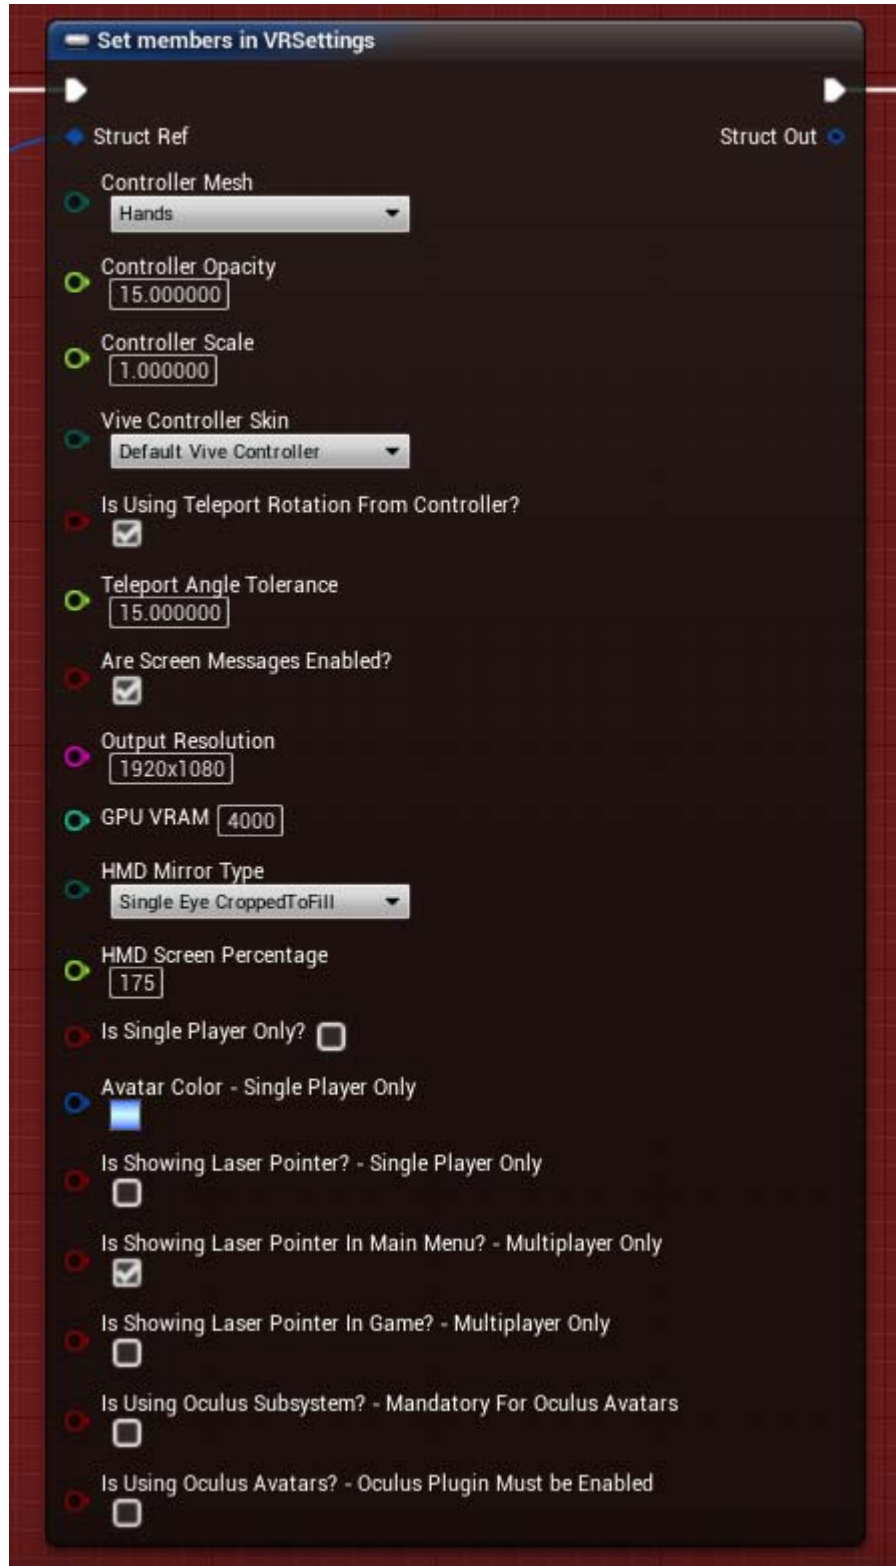 Set members in VRSettings
Struct Ref Struct Out
Controller Mesh
Hands
Controller Opacity
15.000000
Controller Scale
1.000000
Vive Controller Skin
Default Vive Controller
Is Using Teleport Rotation From Controller?
Teleport Angle Tolerance
15.000000
Are Screen Messages Enabled?
Output Resolution
1920x1080
GPU VRAM 4000
HMD Mirror Type
Single Eye CroppedToFill
HMD Screen Percentage
175
Is Single Player Only?
Avatar Color - Single Player Only
Is Showing Laser Pointer? - Single Player Only
Is Showing Laser Pointer In Main Menu? - Multiplayer Only
Is Showing Laser Pointer In Game? - Multiplayer Only
Is Using Oculus Subsystem? - Mandatory For Oculus Avatars
Is Using Oculus Avatars? - Oculus Plugin Must be Enabled